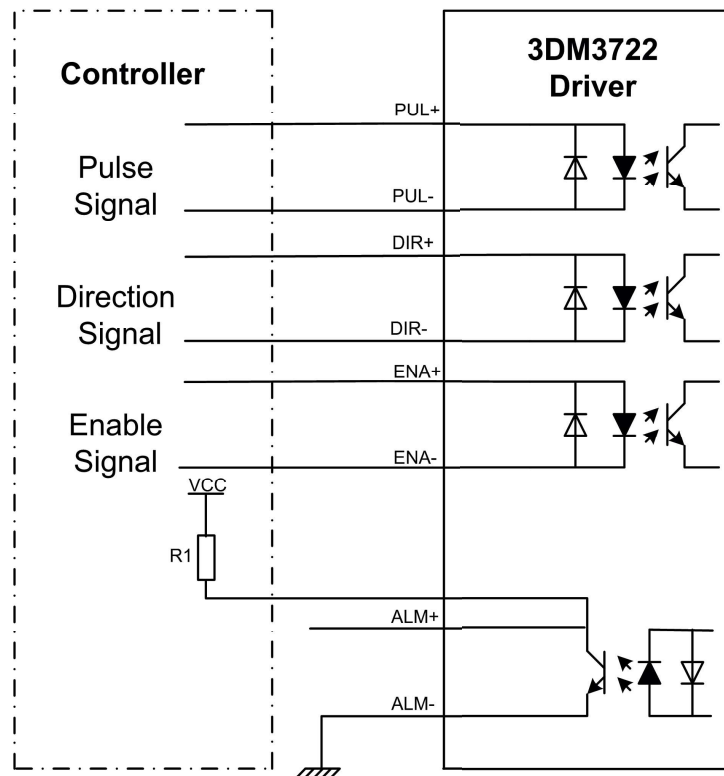 Controller
3DM3722
Driver
PUL+
Pulse
Signal
PUL-
DIR+
Direction
Signal
DIR-
ENA+
Enable
Signal
ENA-
VCC
R1
ALM+
ALM-